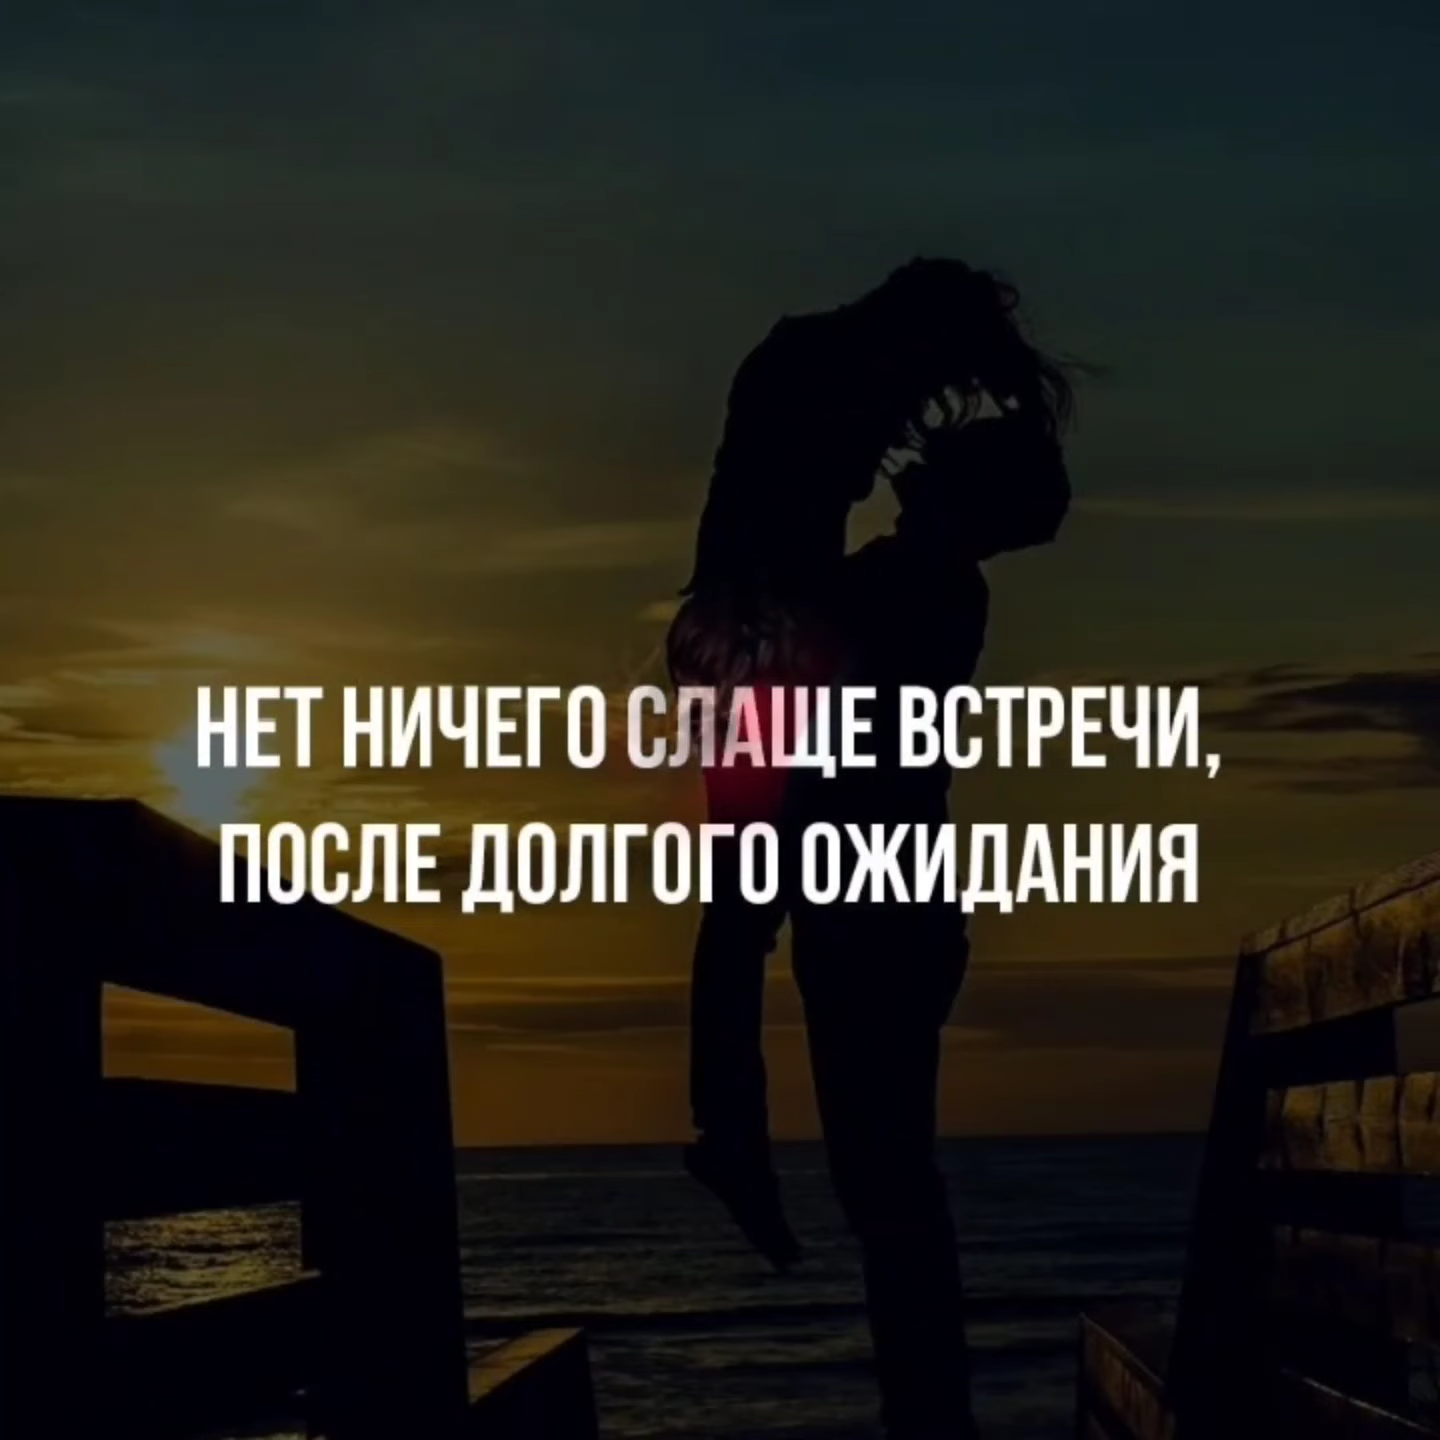 НЕТ НИЧЕГО СЛАЩЕ ВСТРЕЧИ,
ПОСЛЕ ДОЛГОГО ОЖИДАНИЯ